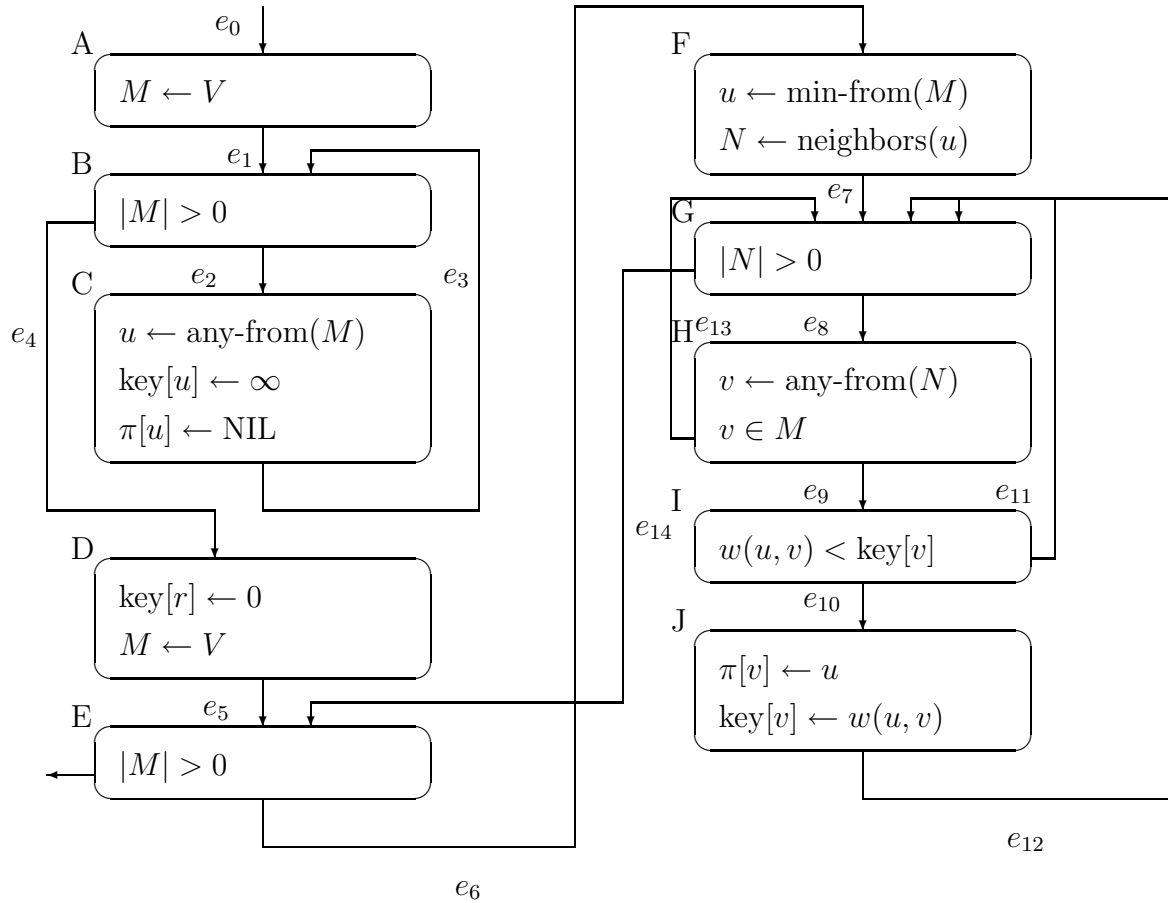 e₀
A
M ← V
e₁
B
|M| > 0
e₂
e₃
C
e₄
u ← any-from(M)
key[u] ← ∞
π[u] ← NIL
D
key[r] ← 0
M ← V
e₅
E
|M| > 0
e₆
F
u ← min-from(M)
N ← neighbors(u)
e₇
G
|N| > 0
e₁₃
e₈
H
v ← any-from(N)
v ∈ M
e₉
e₁₁
I
e₁₄
w(u, v) < key[v]
e₁₀
J
π[v] ← u
key[v] ← w(u, v)
e₁₂